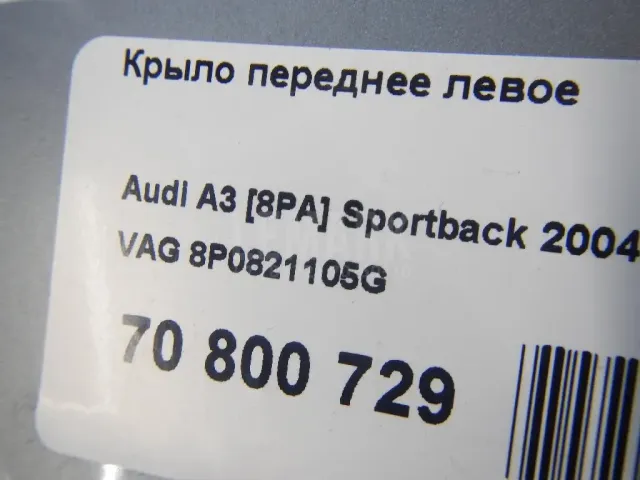 Крыло переднее левое
Audi A3 [8PA] Sportback 2004
VAG 8P0821105G
70 800 729